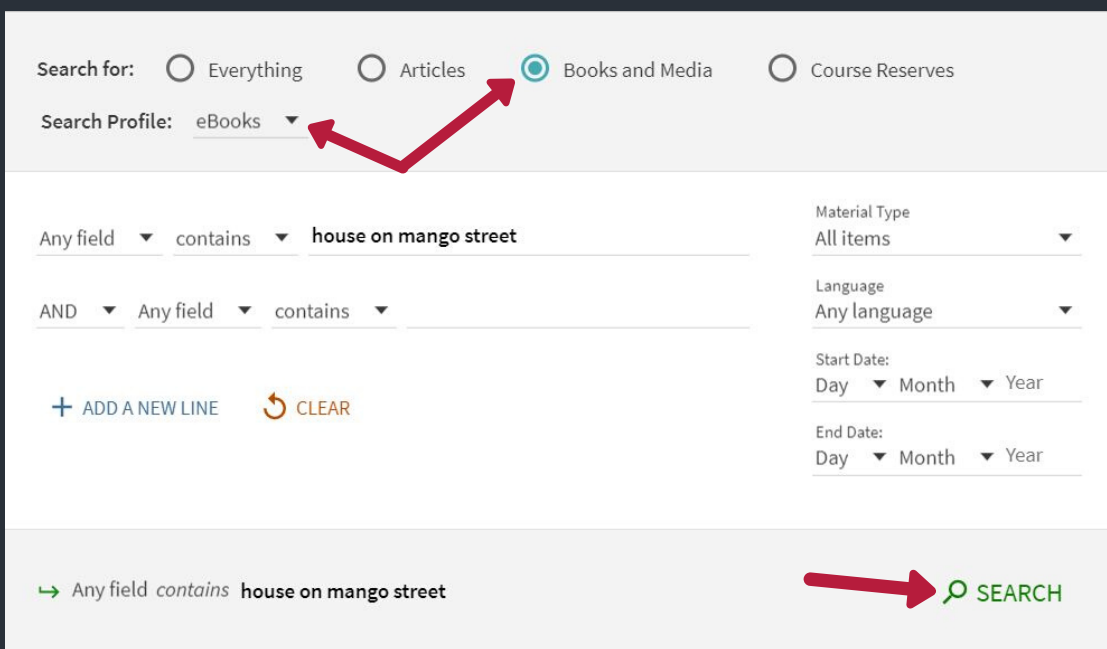 Search for: Everything Articles Books and Media Course Reserves
Search Profile: eBooks
Any field contains house on mango street
AND Any field contains
ADD A NEW LINE CLEAR
Material Type
All items
Language
Any language
Start Date:
Day Month Year
End Date:
Day Month Year
Any field contains house on mango street
SEARCH